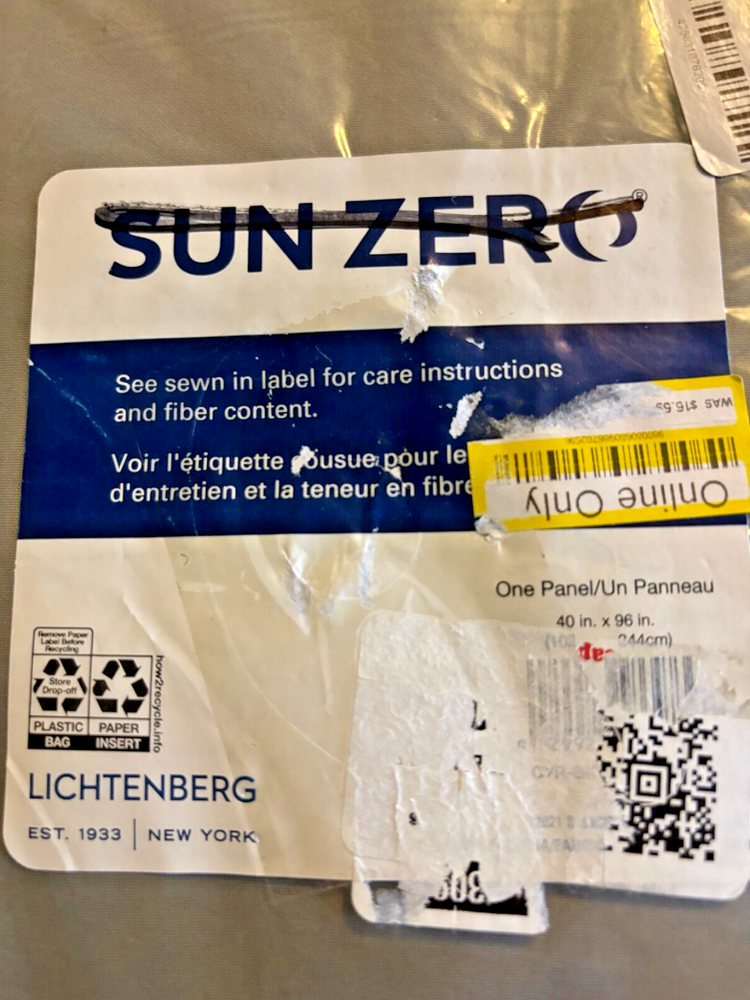 SUN ZERO®
See sewn in label for care instructions
and fiber content.
Voir l'étiquette cousue pour le
d'entretien et la teneur en fibre
WAS $16.
Online Only
One Panel/Un Panneau
40 in. x 96 in.
(102 244cm)
Remove Paper
Label Before
Recycling
Store
Drop-off
PLASTIC PAPER
BAG INSERT
how2recycle.info
LICHTENBERG
EST. 1933 | NEW YORK